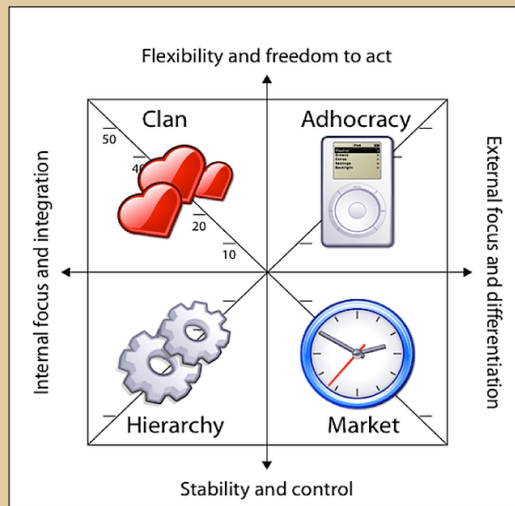 Flexibility and freedom to act
Clan
Adhocracy
50
20
10
Internal focus and integration
External focus and differentiation
Hierarchy
Market
Stability and control